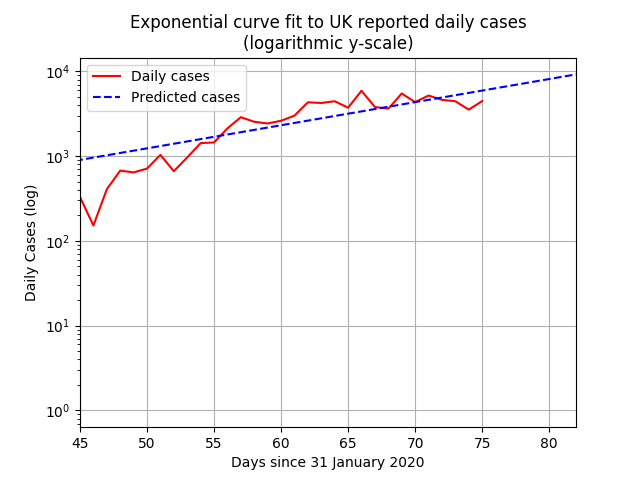 Exponential curve fit to UK reported daily cases
(logarithmic y-scale)
Daily cases
Predicted cases
10⁴
10³
10²
10¹
10⁰
Daily Cases (log)
45 50 55 60 65 70 75 80
Days since 31 January 2020